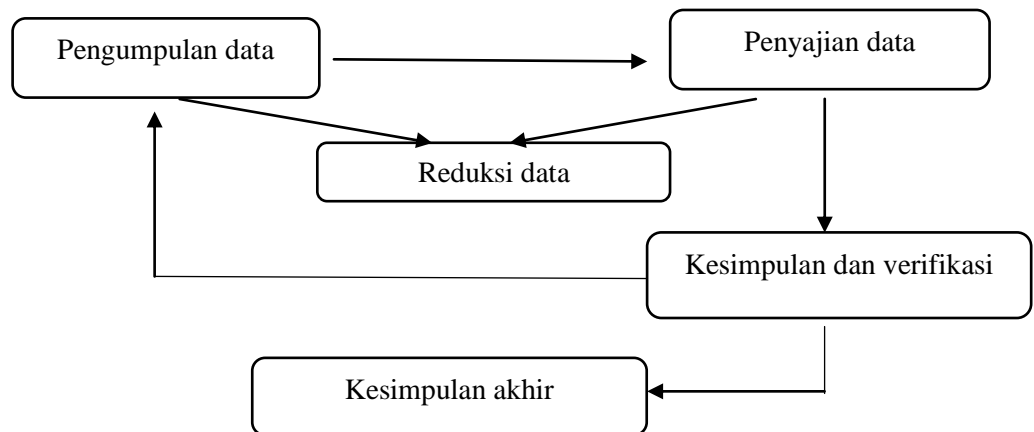 Pengumpulan data
Penyajian data
Reduksi data
Kesimpulan dan verifikasi
Kesimpulan akhir